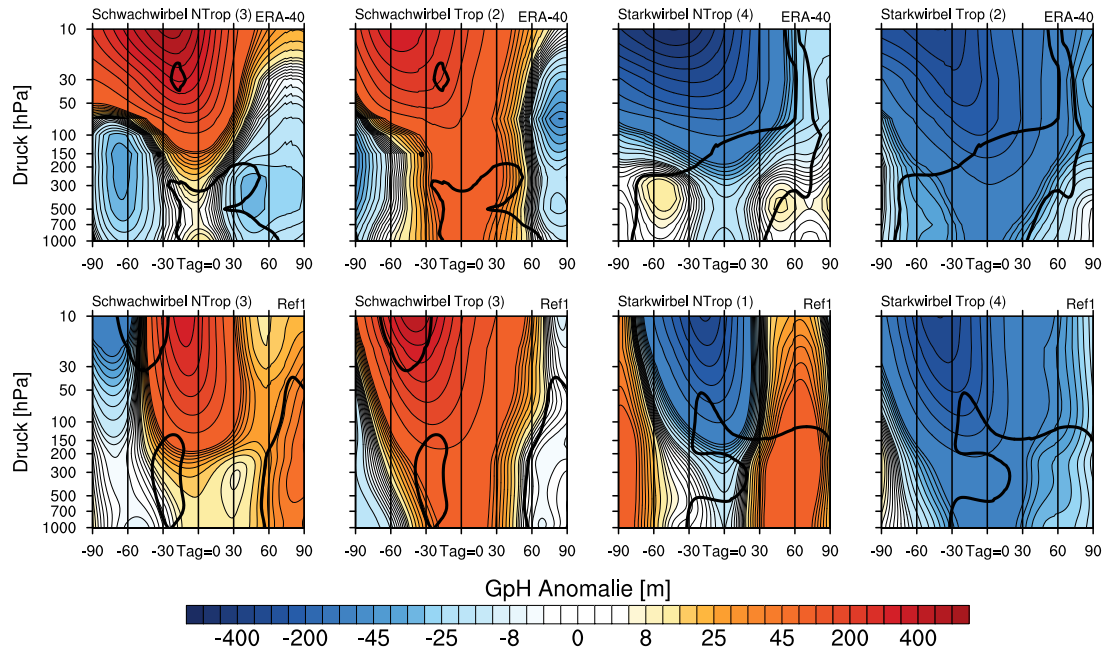 Schwachwirbel NTrop (3) ERA-40 Schwachwirbel Trop (2) ERA-40 Starkwirbel NTrop (4) ERA-40 Starkwirbel Trop (2) ERA-40
Druck [hPa]
10
30
50
100
150
300
500
700
1000
-90 -60 -30 Tag=0 30 60 90 -90 -60 -30 Tag=0 30 60 90 -90 -60 -30 Tag=0 30 60 90 -90 -60 -30 Tag=0 30 60 90
Schwachwirbel NTrop (3) Ref1 Schwachwirbel Trop (3) Ref1 Starkwirbel NTrop (1) Ref1 Starkwirbel Trop (4) Ref1
Druck [hPa]
10
30
50
100
150
300
500
700
1000
-90 -60 -30 Tag=0 30 60 90 -90 -60 -30 Tag=0 30 60 90 -90 -60 -30 Tag=0 30 60 90 -90 -60 -30 Tag=0 30 60 90
GpH Anomalie [m]
-400 -200 -45 -25 -8 0 8 25 45 200 400